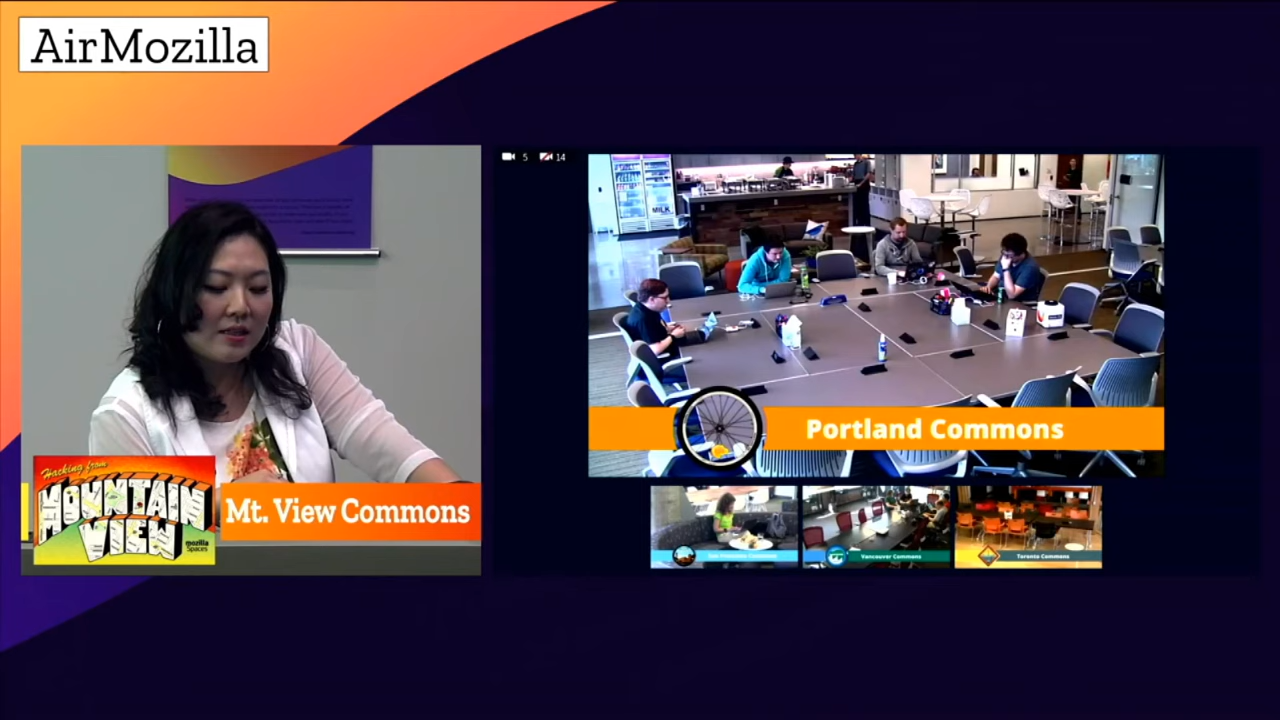 AirMozilla
5
14
MILK
Portland Commons
Hacking from
MOUNTAIN
VIEW
mozilla
Spaces
Mt. View Commons
Vancouver Commons
Toronto Commons